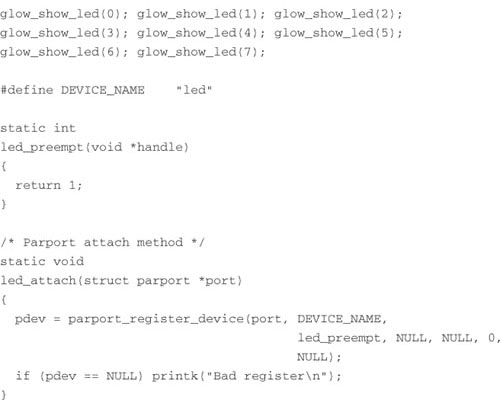 glow_show_led(0); glow_show_led(1); glow_show_led(2);
glow_show_led(3); glow_show_led(4); glow_show_led(5);
glow_show_led(6); glow_show_led(7);

#define DEVICE_NAME    "led"

static int
led_preempt(void *handle)
{
  return 1;
}

/* Parport attach method */
static void
led_attach(struct parport *port)
{
  pdev = parport_register_device(port, DEVICE_NAME,
                                       led_preempt, NULL, NULL, 0,
                                       NULL);
  if (pdev == NULL) printk("Bad register\n");
}